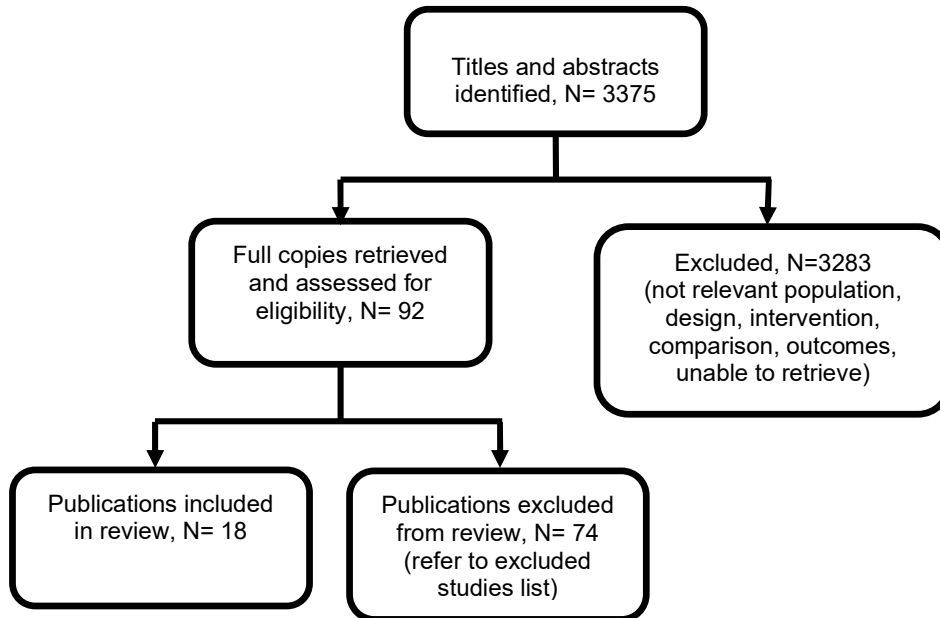 Titles and abstracts
identified, N= 3375
Full copies retrieved
and assessed for
eligibility, N= 92
Excluded, N=3283
(not relevant population,
design, intervention,
comparison, outcomes,
unable to retrieve)
Publications included
in review, N= 18
Publications excluded
from review, N= 74
(refer to excluded
studies list)